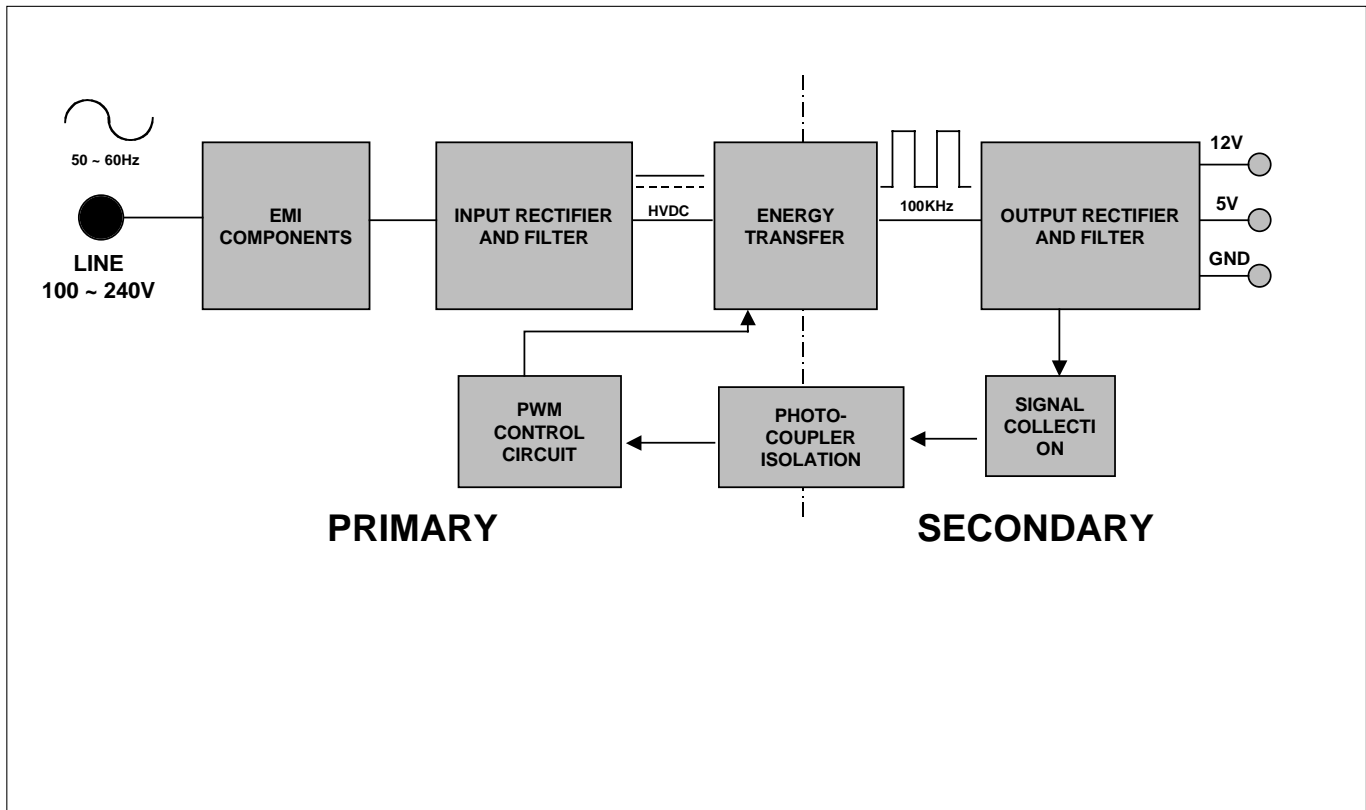 50 ~ 60Hz
LINE
100 ~ 240V
EMI
COMPONENTS
INPUT RECTIFIER
AND FILTER
HVDC
ENERGY
TRANSFER
100KHz
OUTPUT RECTIFIER
AND FILTER
12V
5V
GND
PWM
CONTROL
CIRCUIT
PHOTO-
COUPLER
ISOLATION
SIGNAL
COLLECTI
ON
PRIMARY
SECONDARY